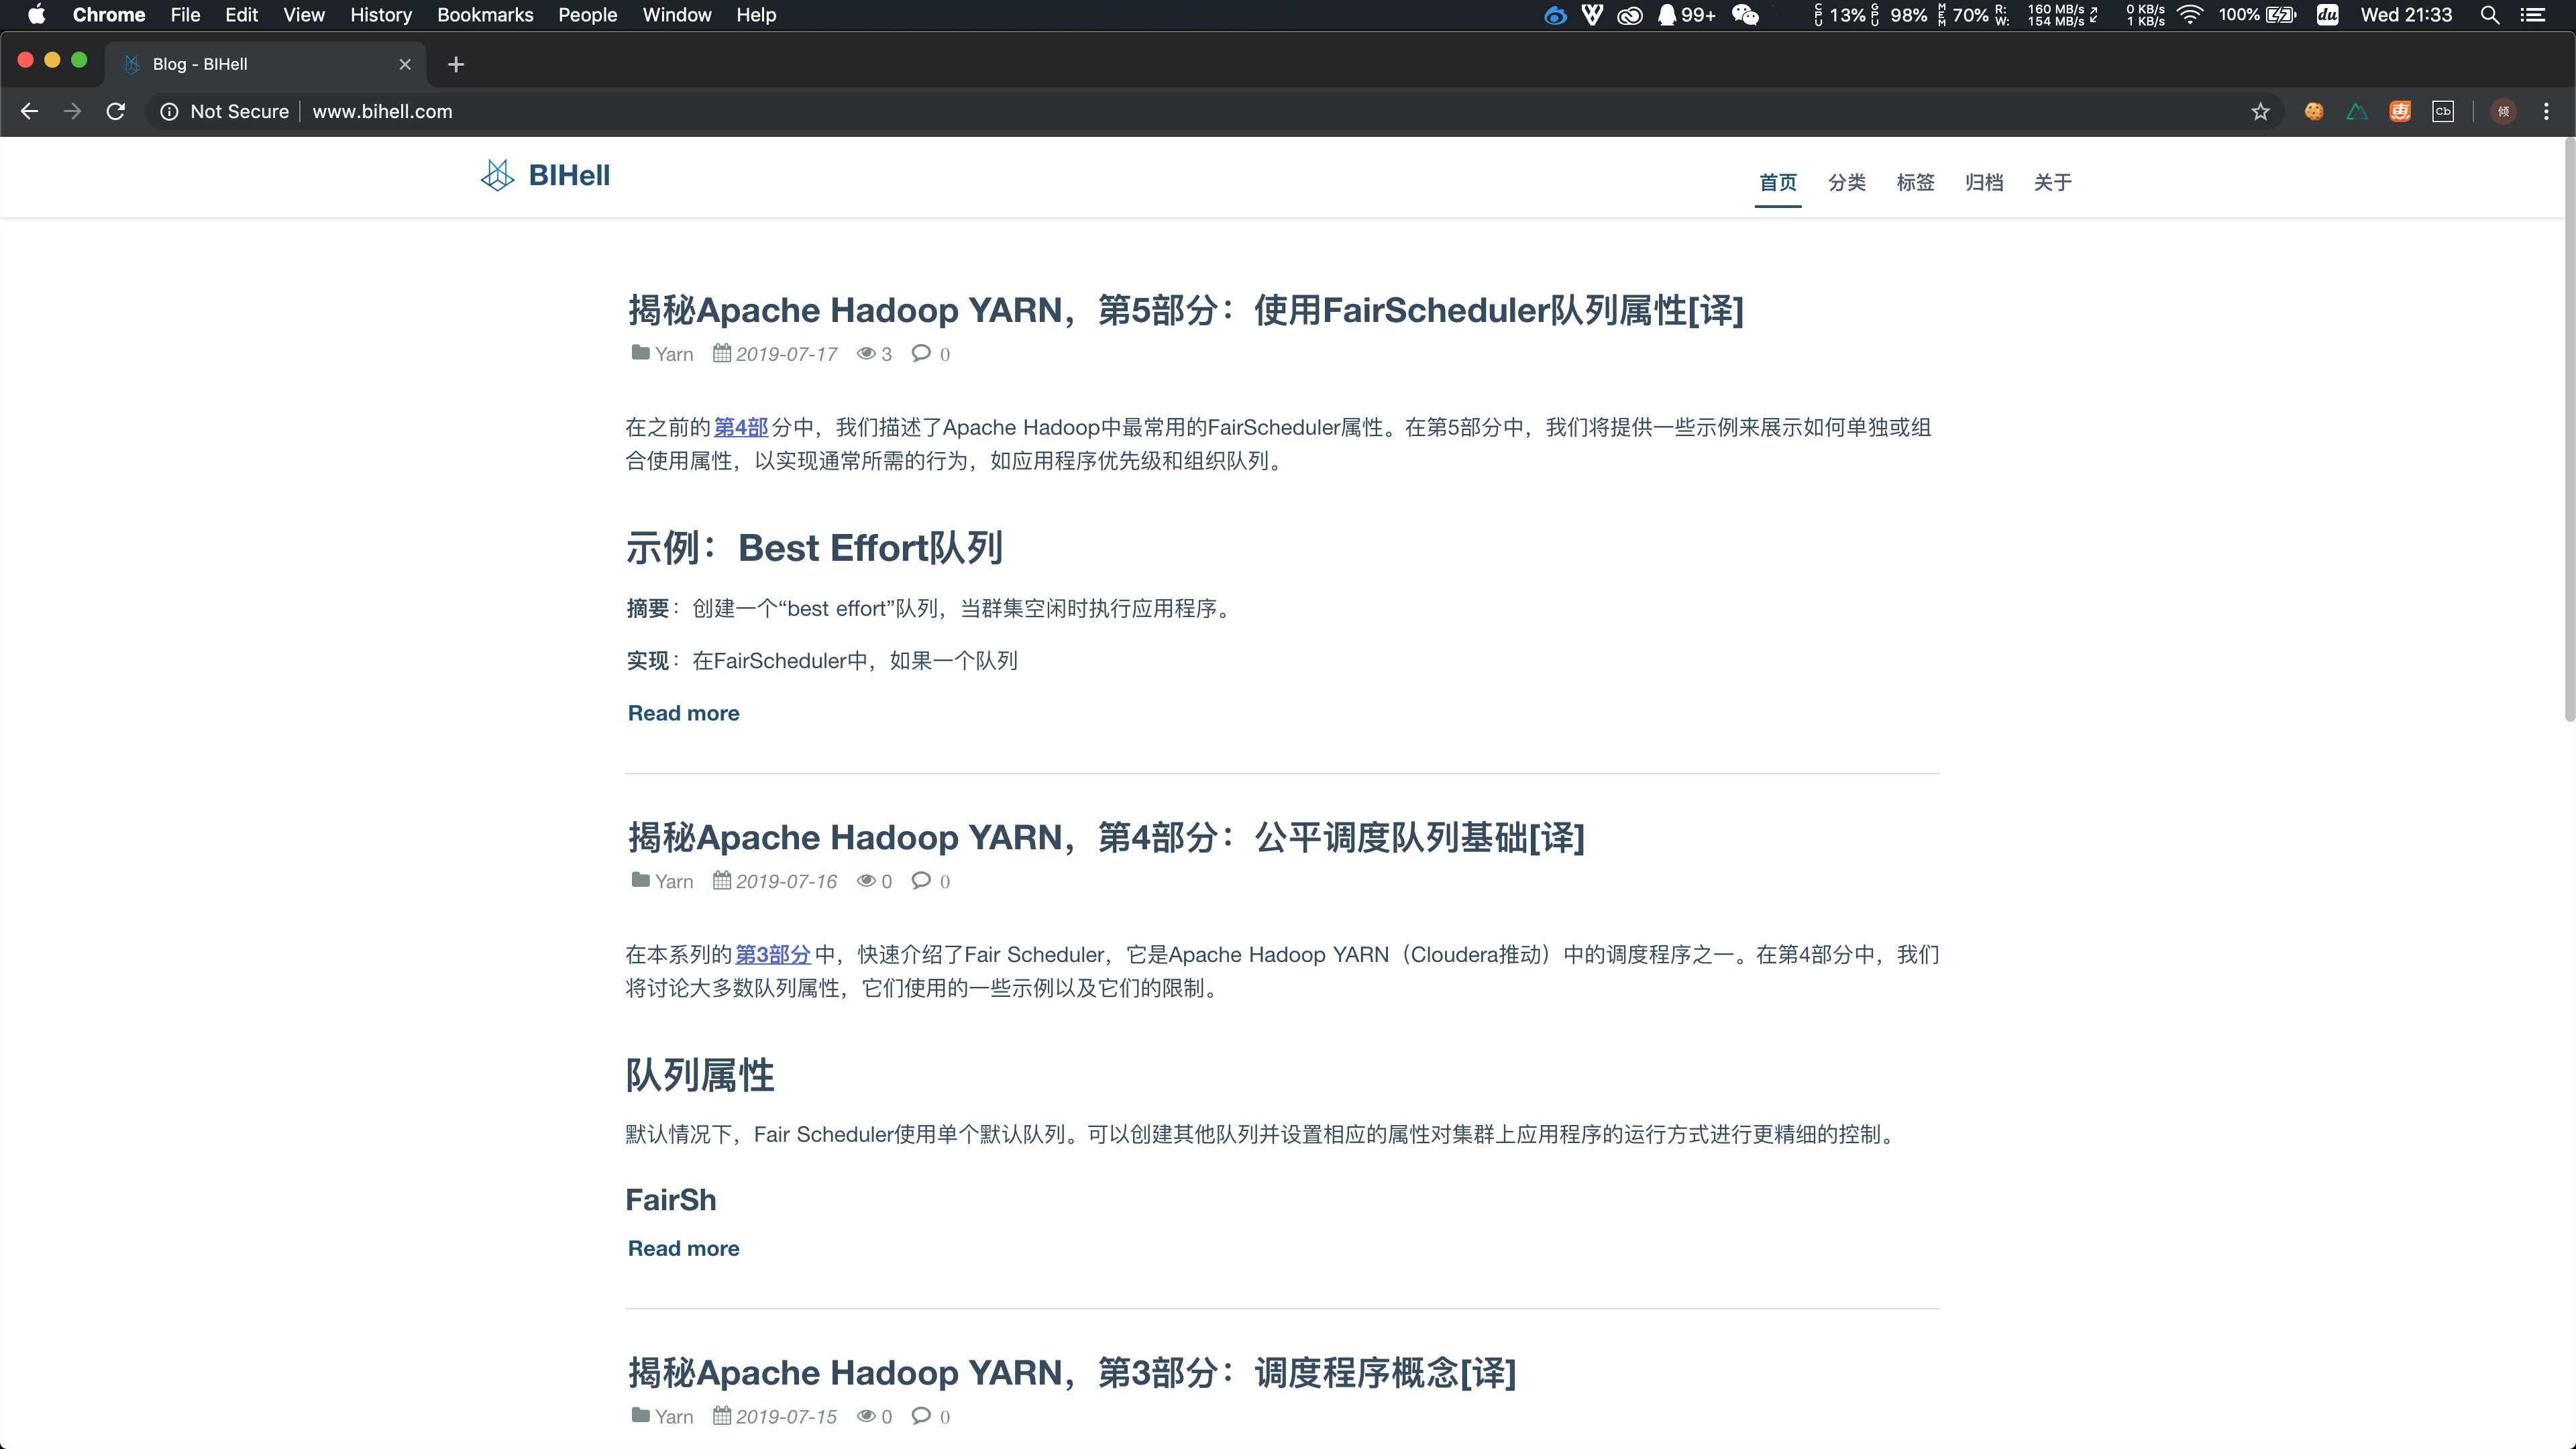 Chrome File Edit View History Bookmarks People Window Help 99+ CPU 13% GPU 98% MEM 70% R: 160 MB/s W: 154 MB/s 0 KB/s 1 KB/s 100% du Wed 21:33
Blog - BIHell
Not Secure www.bihell.com 惠 Cb 倾
BIHell 首页 分类 标签 归档 关于
揭秘Apache Hadoop YARN，第5部分：使用FairScheduler队列属性[译]
Yarn 2019-07-17 3 0
在之前的第4部分中，我们描述了Apache Hadoop中最常用的FairScheduler属性。在第5部分中，我们将提供一些示例来展示如何单独或组
合使用属性，以实现通常所需的行为，如应用程序优先级和组织队列。
示例：Best Effort队列
摘要：创建一个“best effort”队列，当群集空闲时执行应用程序。
实现：在FairScheduler中，如果一个队列
Read more
揭秘Apache Hadoop YARN，第4部分：公平调度队列基础[译]
Yarn 2019-07-16 0 0
在本系列的第3部分中，快速介绍了Fair Scheduler，它是Apache Hadoop YARN（Cloudera推动）中的调度程序之一。在第4部分中，我们
将讨论大多数队列属性，它们使用的一些示例以及它们的限制。
队列属性
默认情况下，Fair Scheduler使用单个默认队列。可以创建其他队列并设置相应的属性对集群上应用程序的运行方式进行更精细的控制。
FairSh
Read more
揭秘Apache Hadoop YARN，第3部分：调度程序概念[译]
Yarn 2019-07-15 0 0